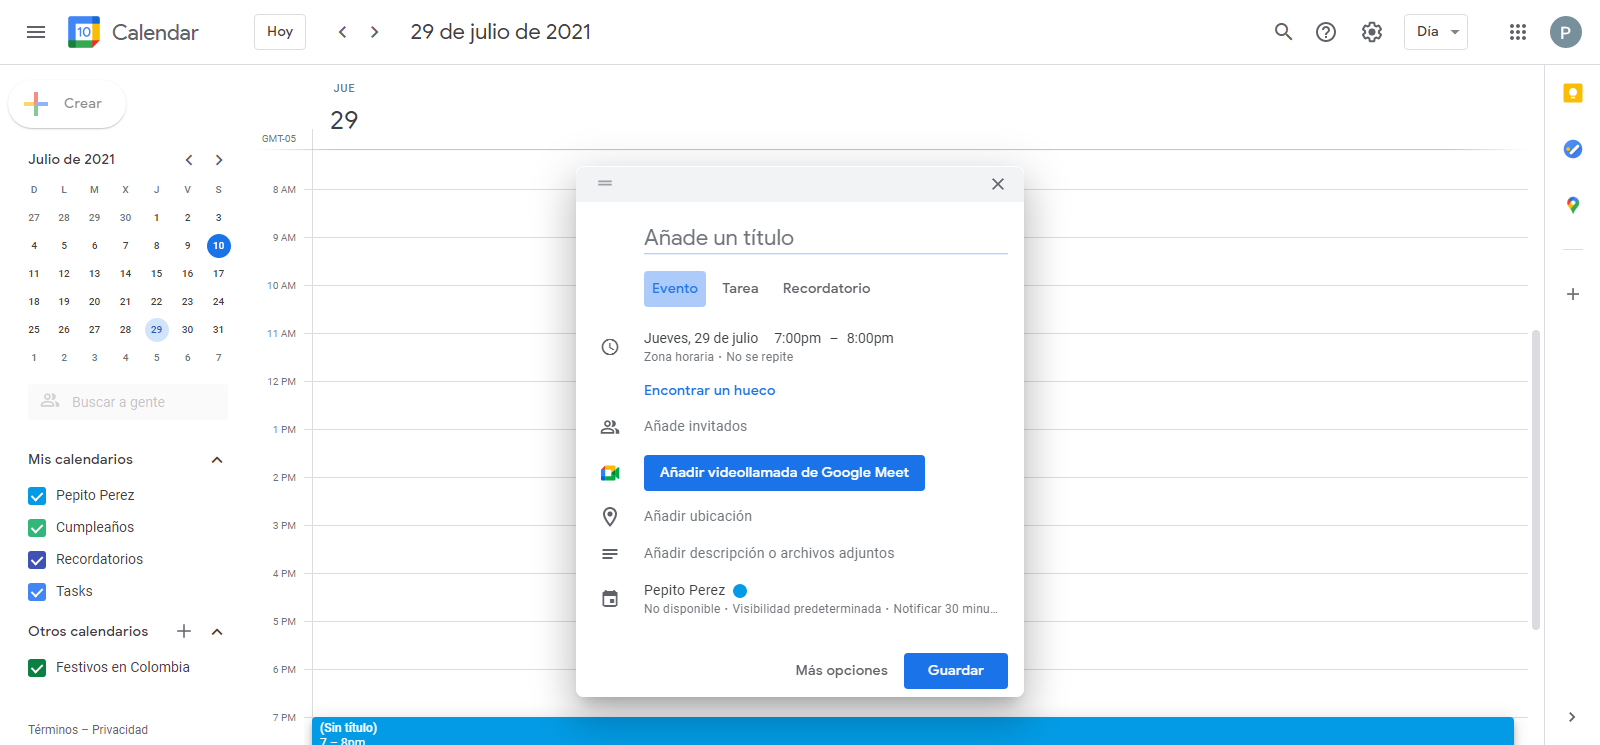 10 Calendar Hoy 29 de julio de 2021 Día P
Crear
Julio de 2021
D L M X J V S
27 28 29 30 1 2 3
4 5 6 7 8 9 10
11 12 13 14 15 16 17
18 19 20 21 22 23 24
25 26 27 28 29 30 31
1 2 3 4 5 6 7
Buscar a gente
Mis calendarios
Pepito Perez
Cumpleaños
Recordatorios
Tasks
Otros calendarios
Festivos en Colombia
Términos – Privacidad
JUE
29
GMT-05
8 AM
9 AM
10 AM
11 AM
12 PM
1 PM
2 PM
3 PM
4 PM
5 PM
6 PM
7 PM
(Sin título)
7 – 8pm
Añade un título
Evento Tarea Recordatorio
Jueves, 29 de julio 7:00pm – 8:00pm
Zona horaria · No se repite
Encontrar un hueco
Añade invitados
Añadir videollamada de Google Meet
Añadir ubicación
Añadir descripción o archivos adjuntos
Pepito Perez
No disponible · Visibilidad predeterminada · Notificar 30 minu...
Más opciones Guardar